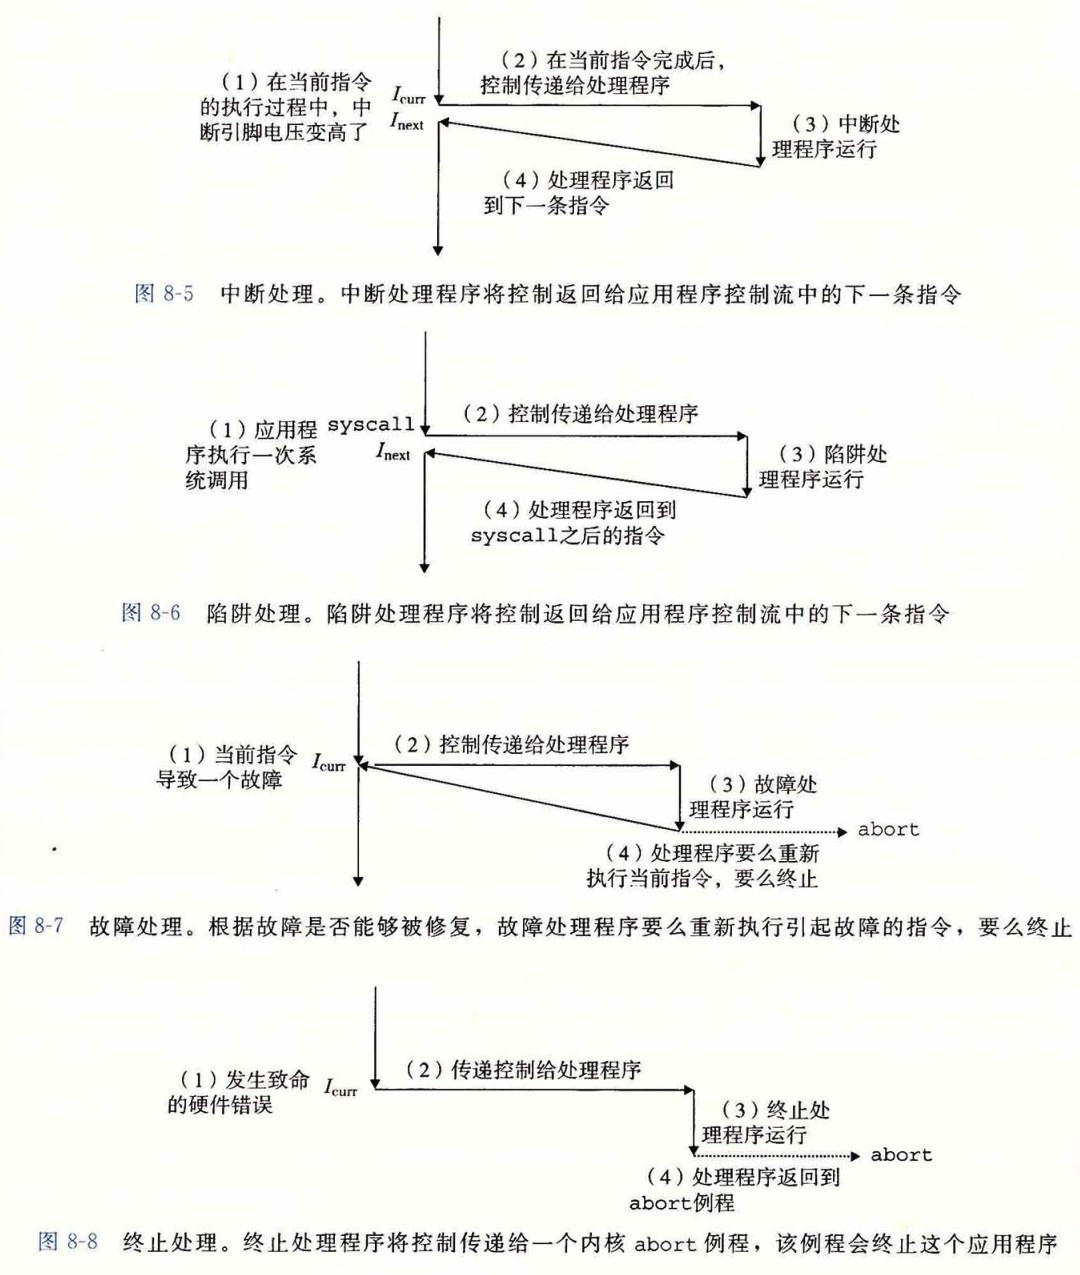 （1）在当前指令
的执行过程中，中
断引脚电压变高了
Icurr
Inext
（2）在当前指令完成后，
控制传递给处理程序
（3）中断处
理程序运行
（4）处理程序返回
到下一条指令
图 8-5 中断处理。中断处理程序将控制返回给应用程序控制流中的下一条指令
（1）应用程
序执行一次系
统调用
syscall
Inext
（2）控制传递给处理程序
（3）陷阱处
理程序运行
（4）处理程序返回到
syscall之后的指令
图 8-6 陷阱处理。陷阱处理程序将控制返回给应用程序控制流中的下一条指令
（1）当前指令
导致一个故障
Icurr
（2）控制传递给处理程序
（3）故障处
理程序运行
abort
（4）处理程序要么重新
执行当前指令，要么终止
图 8-7 故障处理。根据故障是否能够被修复，故障处理程序要么重新执行引起故障的指令，要么终止
（1）发生致命
的硬件错误
Icurr
（2）传递控制给处理程序
（3）终止处
理程序运行
abort
（4）处理程序返回到
abort例程
图 8-8 终止处理。终止处理程序将控制传递给一个内核 abort 例程，该例程会终止这个应用程序